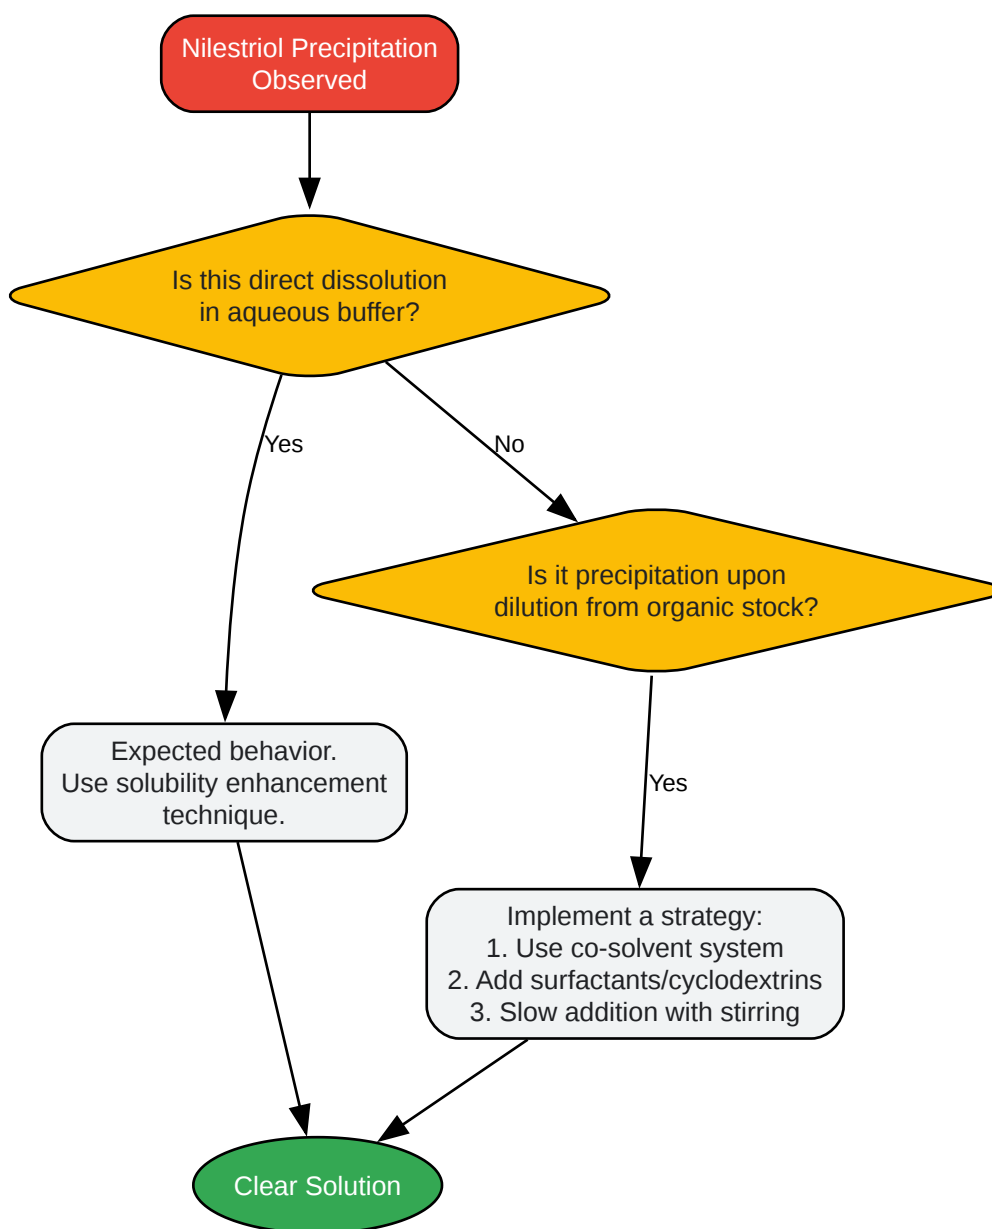 Nilestriol Precipitation
Observed
Is this direct dissolution
in aqueous buffer?
Yes
No
Is it precipitation upon
dilution from organic stock?
Expected behavior.
Use solubility enhancement
technique.
Yes
Implement a strategy:
1. Use co-solvent system
2. Add surfactants/cyclodextrins
3. Slow addition with stirring
Clear Solution